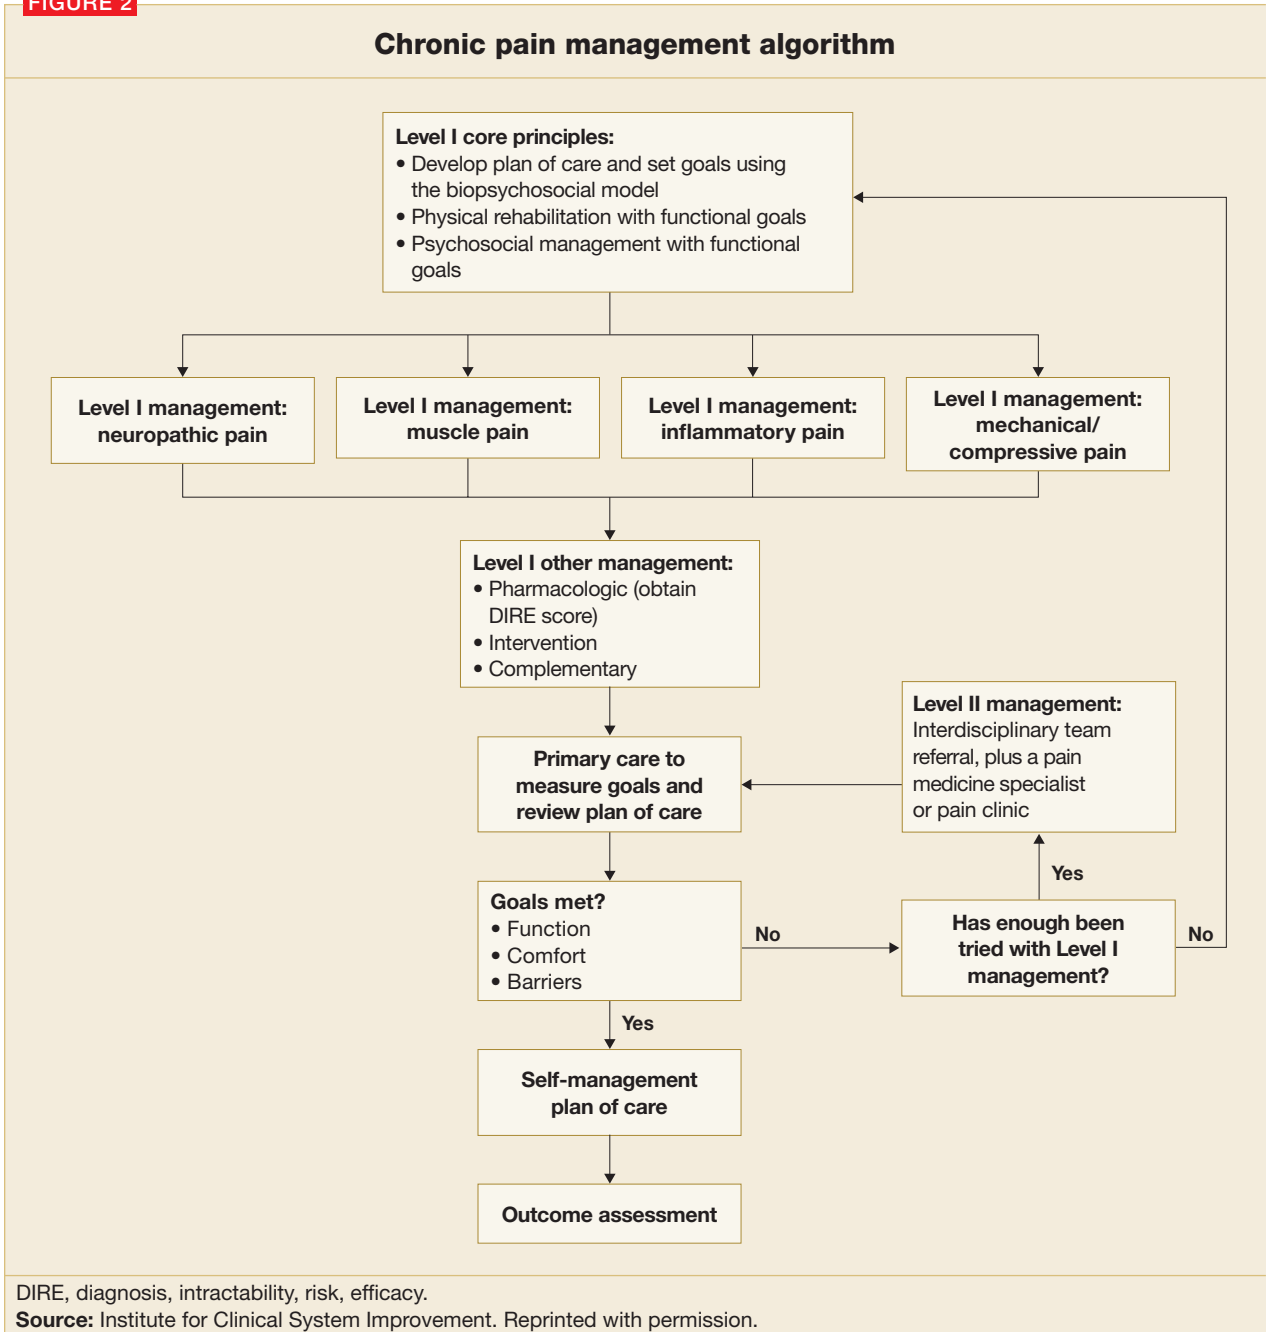 FIGURE 2
Chronic pain management algorithm
Level I core principles:
• Develop plan of care and set goals using
the biopsychosocial model
• Physical rehabilitation with functional goals
• Psychosocial management with functional
goals
Level I management:
neuropathic pain
Level I management:
muscle pain
Level I management:
inflammatory pain
Level I management:
mechanical/
compressive pain
Level I other management:
• Pharmacologic (obtain
DIRE score)
• Intervention
• Complementary
Level II management:
Interdisciplinary team
referral, plus a pain
medicine specialist
or pain clinic
Primary care to
measure goals and
review plan of care
Yes
Goals met?
• Function
• Comfort
• Barriers
No
Has enough been
tried with Level I
management?
No
Yes
Self-management
plan of care
Outcome assessment
DIRE, diagnosis, intractability, risk, efficacy.
Source: Institute for Clinical System Improvement. Reprinted with permission.